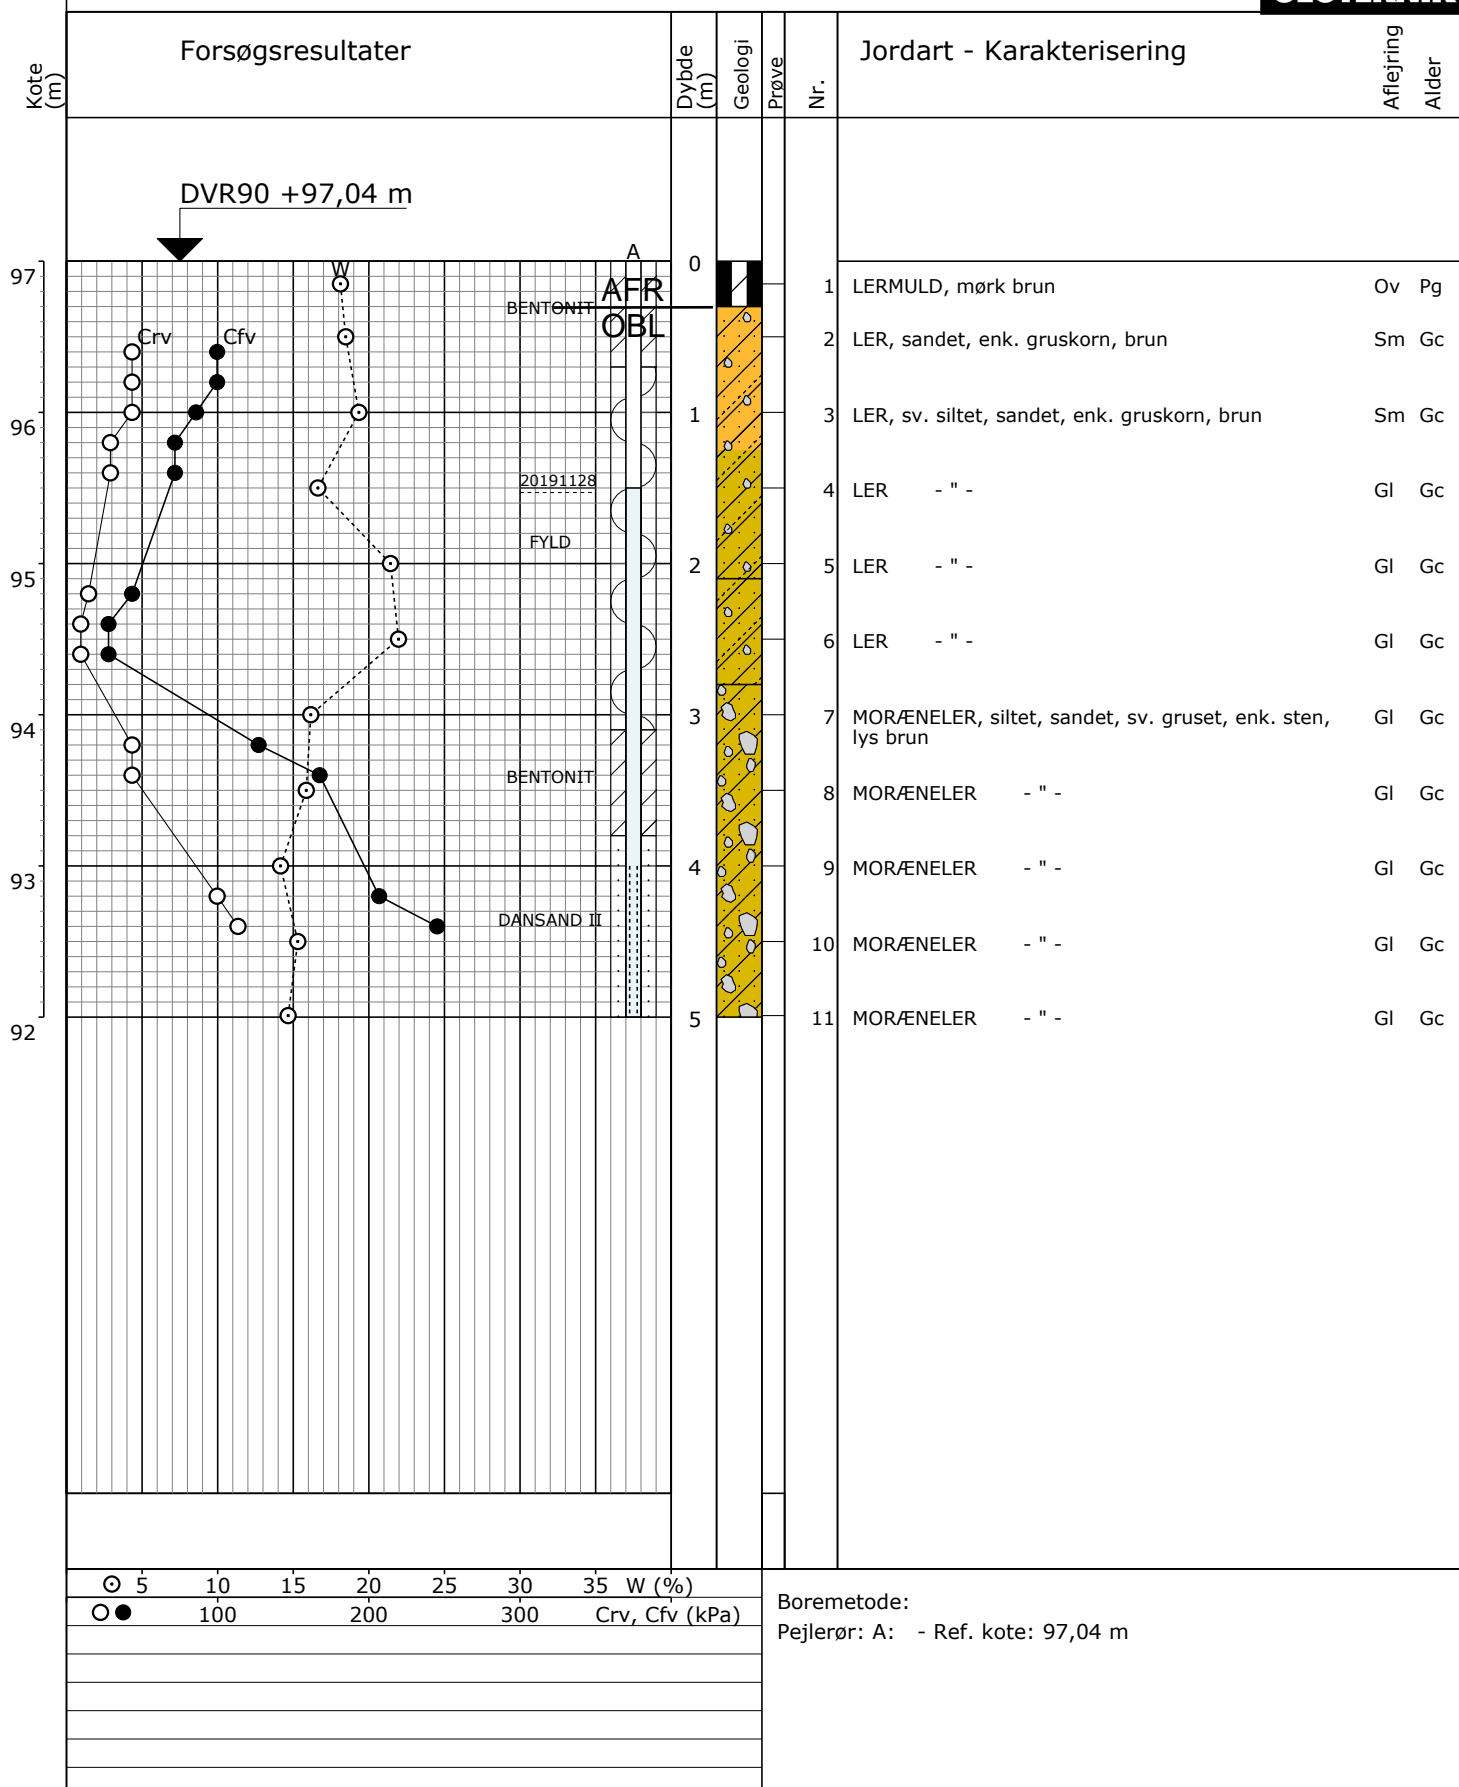 Kote (m)
Forsøgsresultater
Dybde (m)
Geologi
Prøve
Nr.
Jordart - Karakterisering
Aflejring
Alder
DVR90 +97,04 m
A
97
W
0
AFR
BENTONIT
OBL
1 LERMULD, mørk brun Ov Pg
Crv Cfv
2 LER, sandet, enk. gruskorn, brun Sm Gc
96
1
3 LER, sv. siltet, sandet, enk. gruskorn, brun Sm Gc
20191128
4 LER - " - Gl Gc
FYLD
95
2
5 LER - " - Gl Gc
6 LER - " - Gl Gc
94
3
7 MORÆNELER, siltet, sandet, sv. gruset, enk. sten,
lys brun
Gl Gc
BENTONIT
8 MORÆNELER - " - Gl Gc
93
4
9 MORÆNELER - " - Gl Gc
DANSAND II
10 MORÆNELER - " - Gl Gc
92
5
11 MORÆNELER - " - Gl Gc
5 10 15 20 25 30 35 W (%)
100 200 300 Crv, Cfv (kPa)
Boremetode:
Pejlerør: A: - Ref. kote: 97,04 m